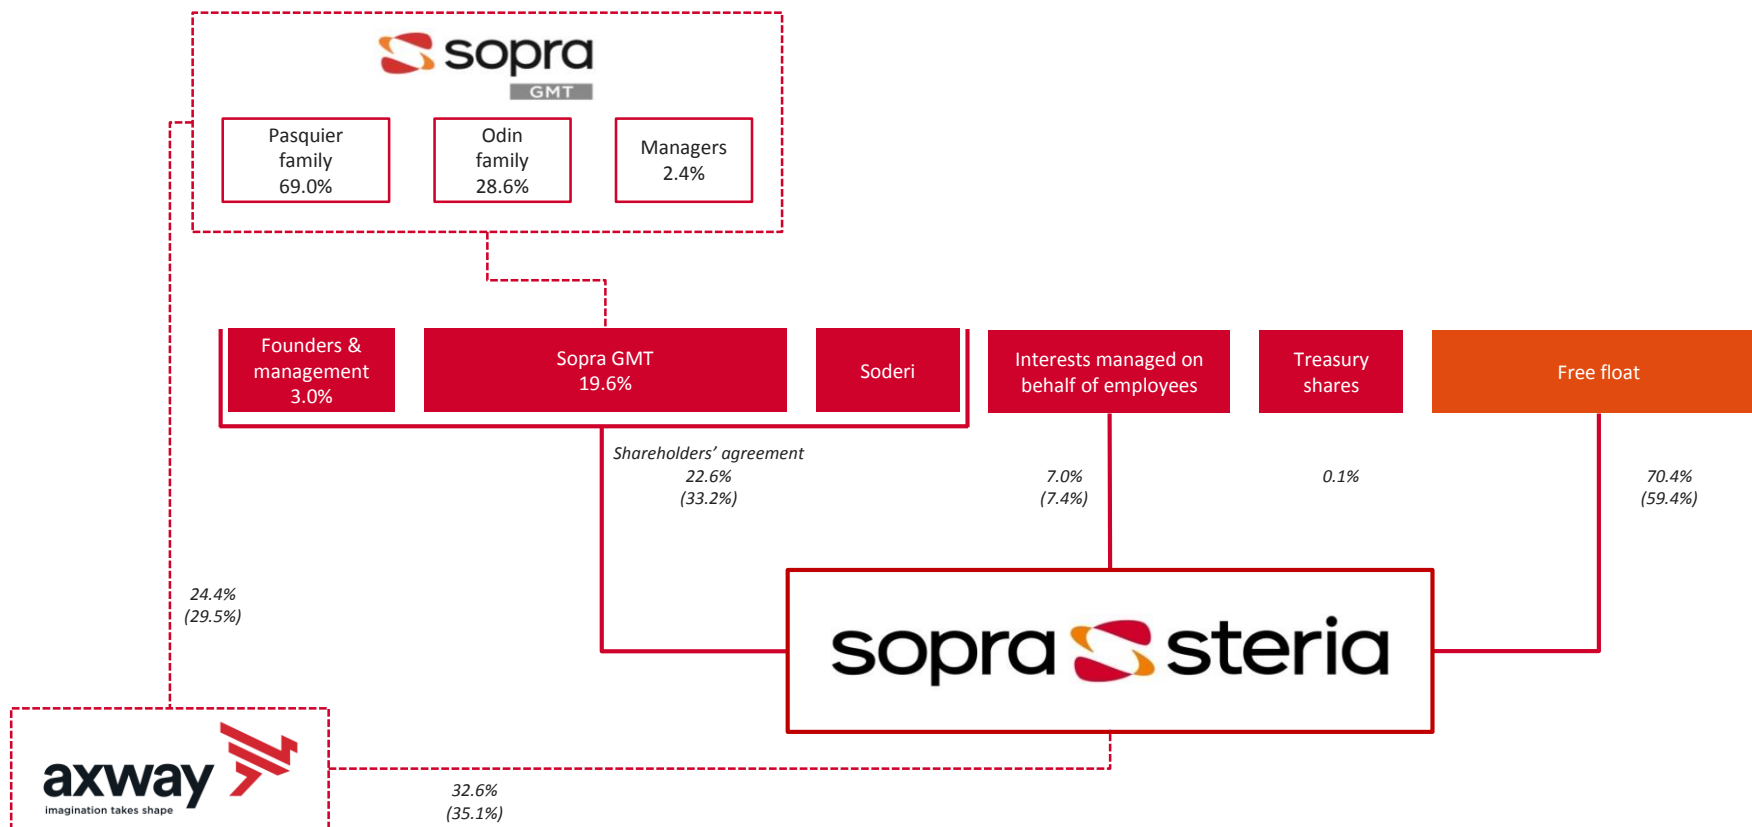 sopra
GMT
Pasquier
family
69.0%
Odin
family
28.6%
Managers
2.4%
Founders &
management
3.0%
Sopra GMT
19.6%
Soderi
Interests managed on
behalf of employees
Treasury
shares
Free float
Shareholders’ agreement
22.6%
(33.2%)
7.0%
(7.4%)
0.1%
70.4%
(59.4%)
24.4%
(29.5%)
sopra steria
axway
imagination takes shape
32.6%
(35.1%)